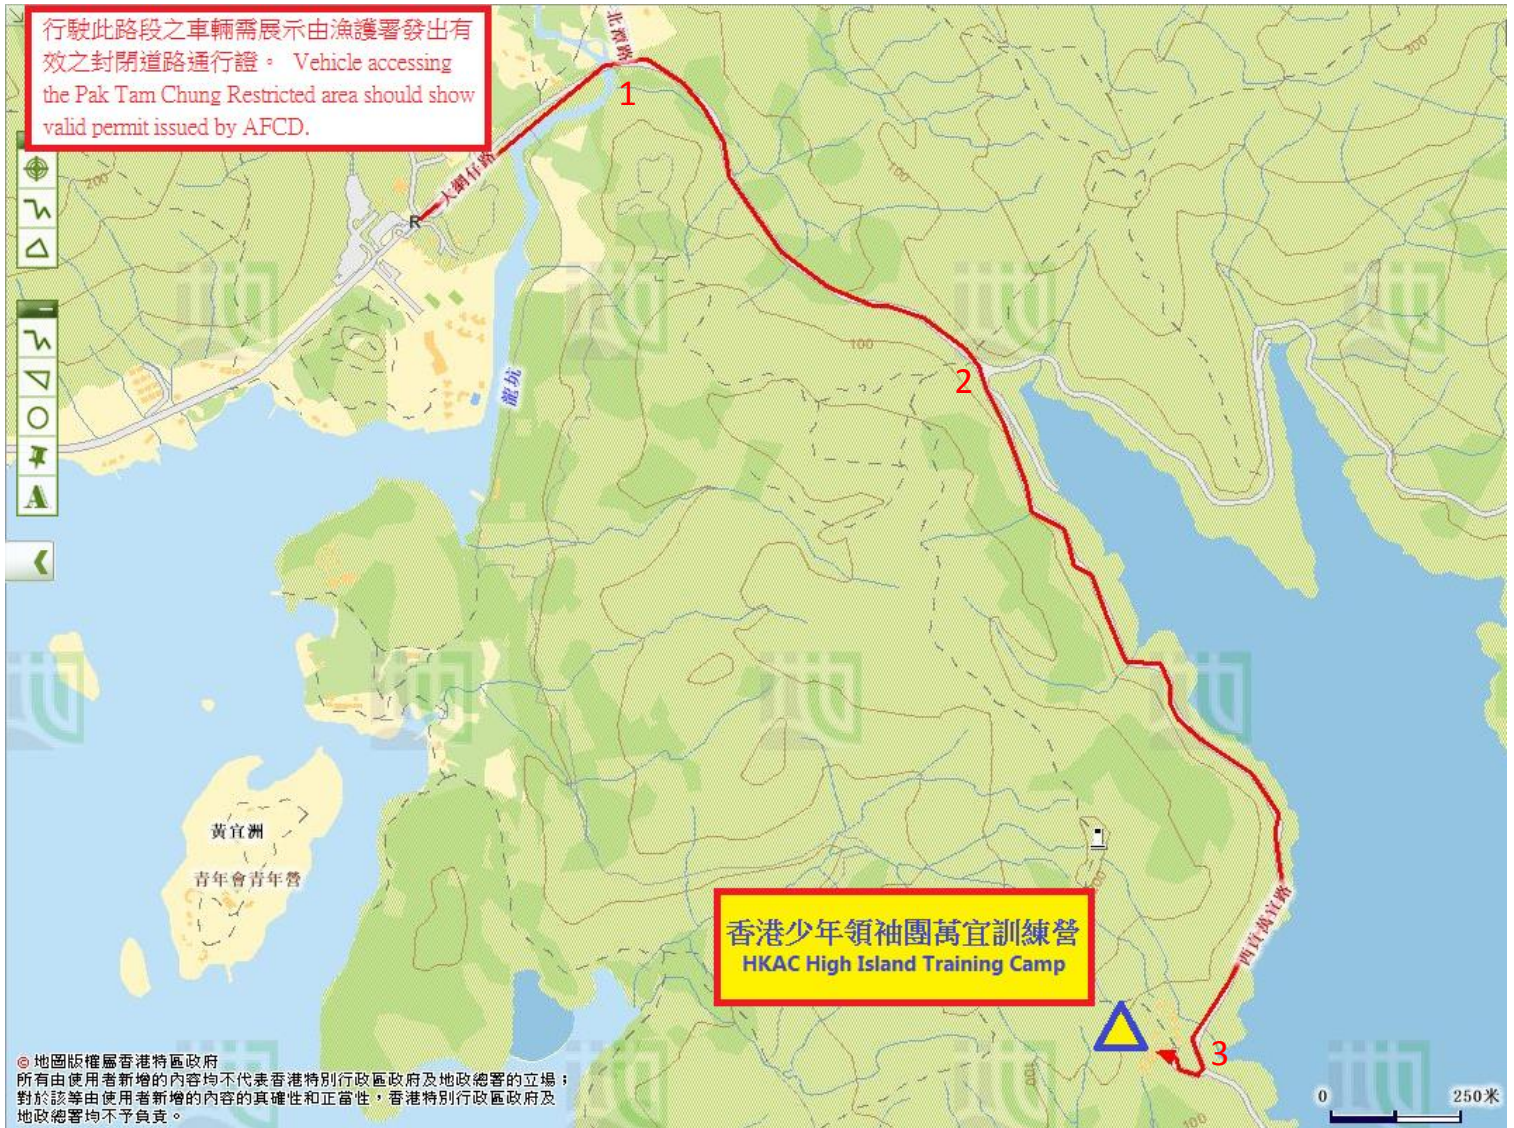 行駛此路段之車輛需展示由漁護署發出有
效之封閉道路通行證。 Vehicle accessing
the Pak Tam Chung Restricted area should show
valid permit issued by AFCD.
北潭路
1
大網仔路
R
200
300
100
100
2
龍坑
A
黃宜洲
青年會青年營
西貢萬宜路
香港少年領袖團萬宜訓練營
HKAC High Island Training Camp
3
100
100
0 250米
© 地圖版權屬香港特區政府
所有由使用者新增的內容均不代表香港特別行政區政府及地政總署的立場；
對於該等由使用者新增的內容的真確性和正當性，香港特別行政區政府及
地政總署均不予負責。